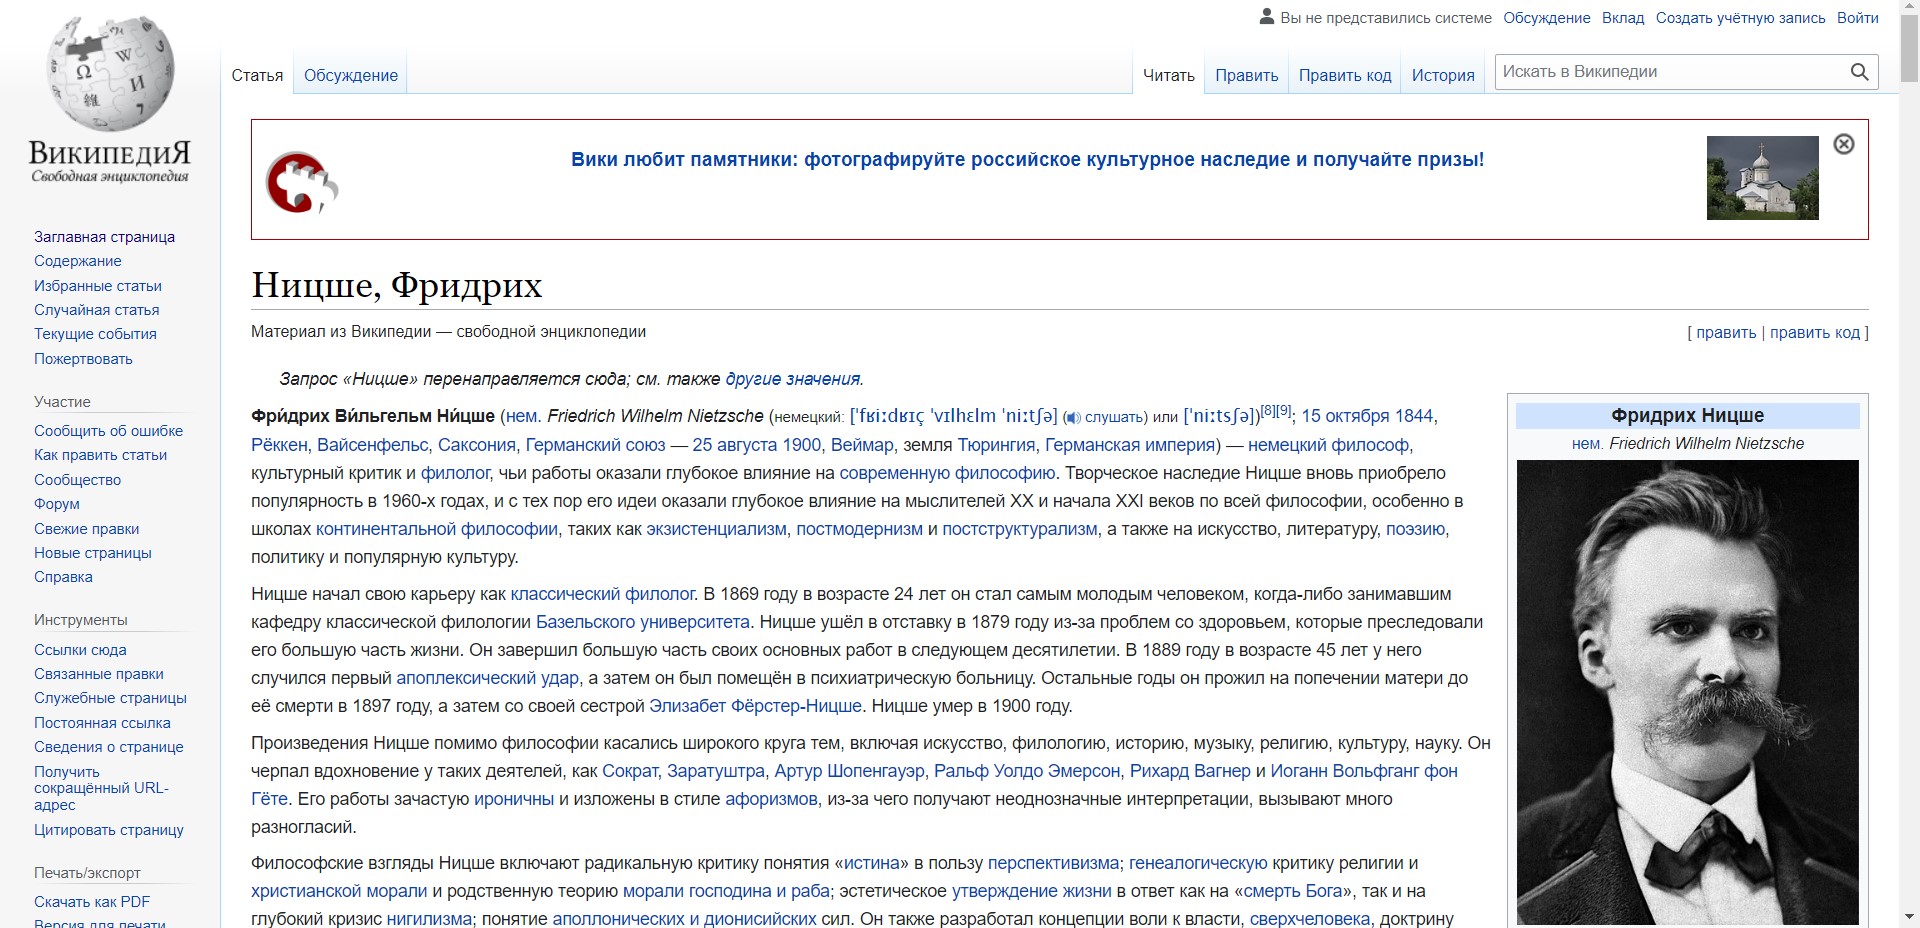 Вы не представились системе Обсуждение Вклад Создать учётную запись Войти
Статья Обсуждение Читать Править Править код История Искать в Википедии
ВикипедиЯ
Свободная энциклопедия
Заглавная страница
Содержание
Избранные статьи
Случайная статья
Текущие события
Пожертвовать
Участие
Сообщить об ошибке
Как править статьи
Сообщество
Форум
Свежие правки
Новые страницы
Справка
Инструменты
Ссылки сюда
Связанные правки
Служебные страницы
Постоянная ссылка
Сведения о странице
Получить
сокращённый URL-
адрес
Цитировать страницу
Печать/экспорт
Скачать как PDF
Версия для печати
Вики любит памятники: фотографируйте российское культурное наследие и получайте призы!
Ницше, Фридрих
Материал из Википедии — свободной энциклопедии
[ править | править код ]
Запрос «Ницше» перенаправляется сюда; см. также другие значения.
Фри́дрих Ви́льгельм Ни́цше (нем. Friedrich Wilhelm Nietzsche (немецкий: [ˈfʁiːdʁɪç ˈvɪlhɛlm ˈniːtʃə] (слушать) или [ˈniːtsʃə])[8][9]; 15 октября 1844,
Рёккен, Вайсенфельс, Саксония, Германский союз — 25 августа 1900, Веймар, земля Тюрингия, Германская империя) — немецкий философ,
культурный критик и филолог, чьи работы оказали глубокое влияние на современную философию. Творческое наследие Ницше вновь приобрело
популярность в 1960-х годах, и с тех пор его идеи оказали глубокое влияние на мыслителей XX и начала XXI веков по всей философии, особенно в
школах континентальной философии, таких как экзистенциализм, постмодернизм и постструктурализм, а также на искусство, литературу, поэзию,
политику и популярную культуру.
Ницше начал свою карьеру как классический филолог. В 1869 году в возрасте 24 лет он стал самым молодым человеком, когда-либо занимавшим
кафедру классической филологии Базельского университета. Ницше ушёл в отставку в 1879 году из-за проблем со здоровьем, которые преследовали
его большую часть жизни. Он завершил большую часть своих основных работ в следующем десятилетии. В 1889 году в возрасте 45 лет у него
случился первый апоплексический удар, а затем он был помещён в психиатрическую больницу. Остальные годы он прожил на попечении матери до
её смерти в 1897 году, а затем со своей сестрой Элизабет Фёрстер-Ницше. Ницше умер в 1900 году.
Произведения Ницше помимо философии касались широкого круга тем, включая искусство, филологию, историю, музыку, религию, культуру, науку. Он
черпал вдохновение у таких деятелей, как Сократ, Заратуштра, Артур Шопенгауэр, Ральф Уолдо Эмерсон, Рихард Вагнер и Иоганн Вольфганг фон
Гёте. Его работы зачастую ироничны и изложены в стиле афоризмов, из-за чего получают неоднозначные интерпретации, вызывают много
разногласий.
Философские взгляды Ницше включают радикальную критику понятия «истина» в пользу перспективизма; генеалогическую критику религии и
христианской морали и родственную теорию морали господина и раба; эстетическое утверждение жизни в ответ как на «смерть Бога», так и на
глубокий кризис нигилизма; понятие аполлонических и дионисийских сил. Он также разработал концепции воли к власти, сверхчеловека, доктрину
Фридрих Ницше
нем. Friedrich Wilhelm Nietzsche